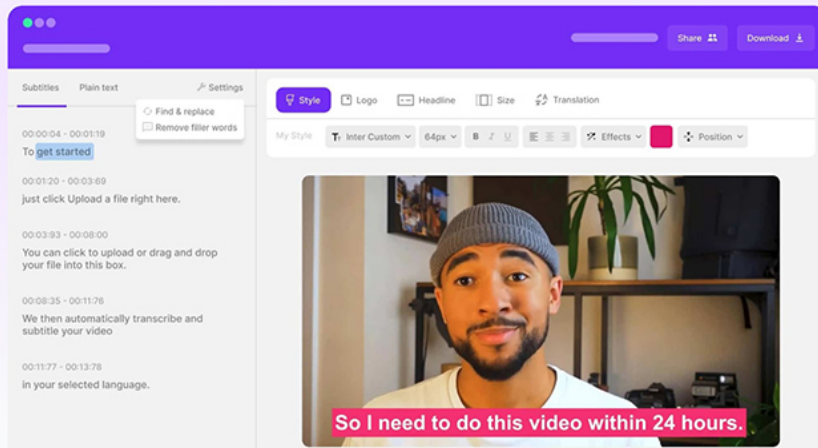 Share
Download
Subtitles
Plain text
Settings
Find & replace
Remove filler words
00:00:04 - 00:01:19
To get started
00:01:20 - 00:03:69
just click Upload a file right here.
00:03:93 - 00:08:00
You can click to upload or drag and drop
your file into this box.
00:08:35 - 00:11:76
We then automatically transcribe and
subtitle your video
00:11:77 - 00:13:78
in your selected language.
Style
Logo
Headline
Size
Translation
My Style
Inter Custom
64px
B I U
Effects
Position
So I need to do this video within 24 hours.